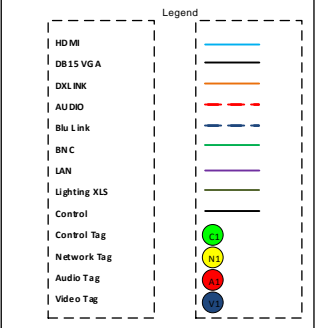 Legend
HDMI
DB15 VGA
DXLINK
AUDIO
Blu Link
BNC
LAN
Lighting XLS
Control
Control Tag C1
Network Tag N1
Audio Tag A1
Video Tag V1